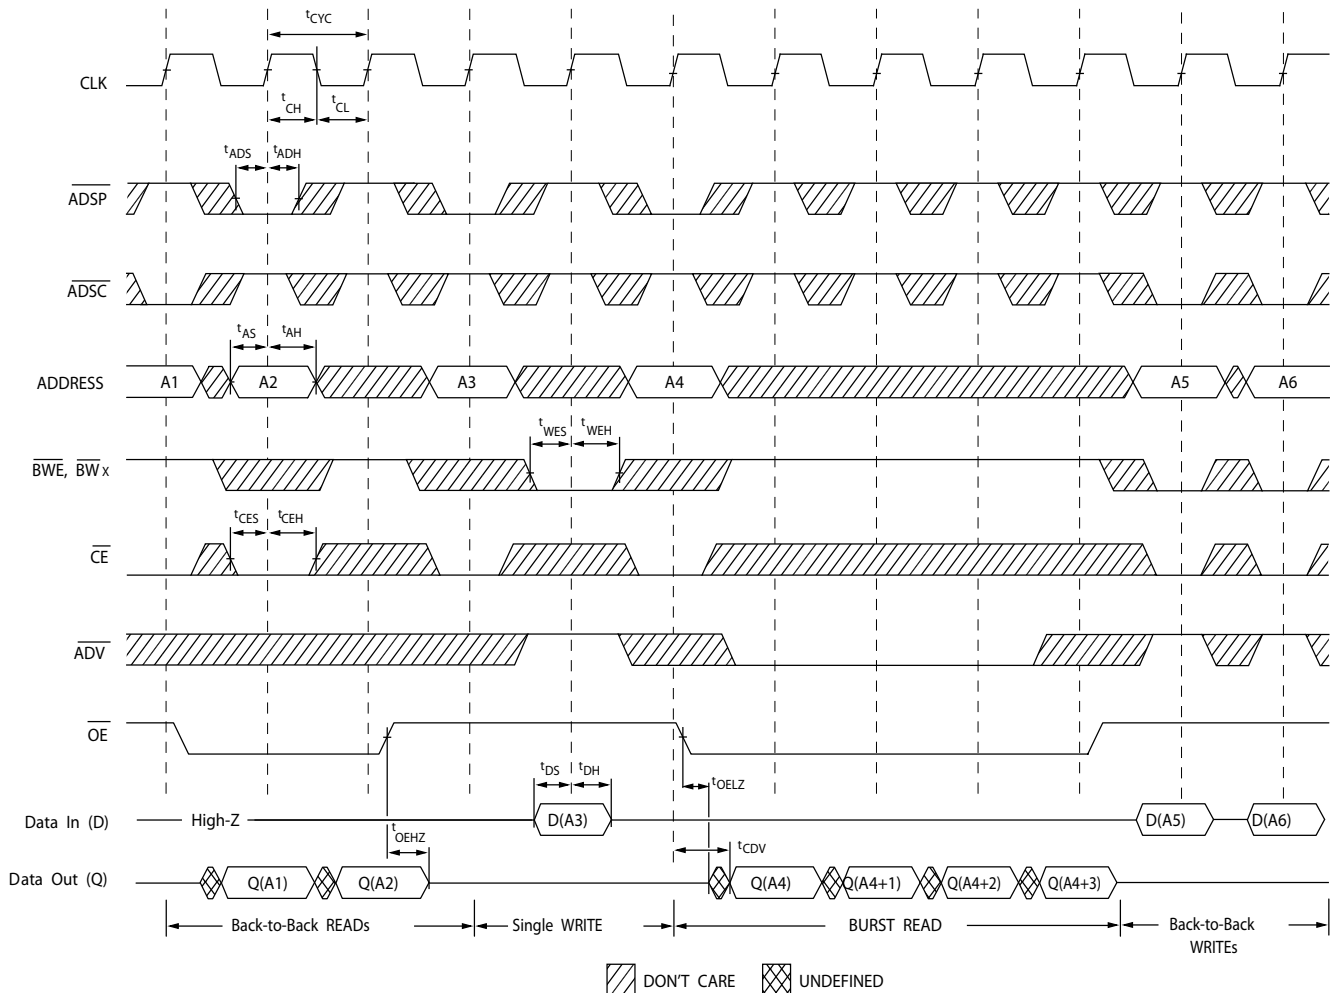 tCYC
CLK
tCH
tCL
tADS
tADH
ADSP
ADSC
tAS
tAH
ADDRESS
A1
A2
A3
A4
A5
A6
tWES
tWEH
BWE, BWx
tCES
tCEH
CE
ADV
OE
tDS
tDH
tOELZ
Data In (D)
High-Z
D(A3)
D(A5)
D(A6)
tOEHZ
tCDV
Data Out (Q)
Q(A1)
Q(A2)
Q(A4)
Q(A4+1)
Q(A4+2)
Q(A4+3)
Back-to-Back READs
Single WRITE
BURST READ
Back-to-Back
WRITEs
DON'T CARE
UNDEFINED